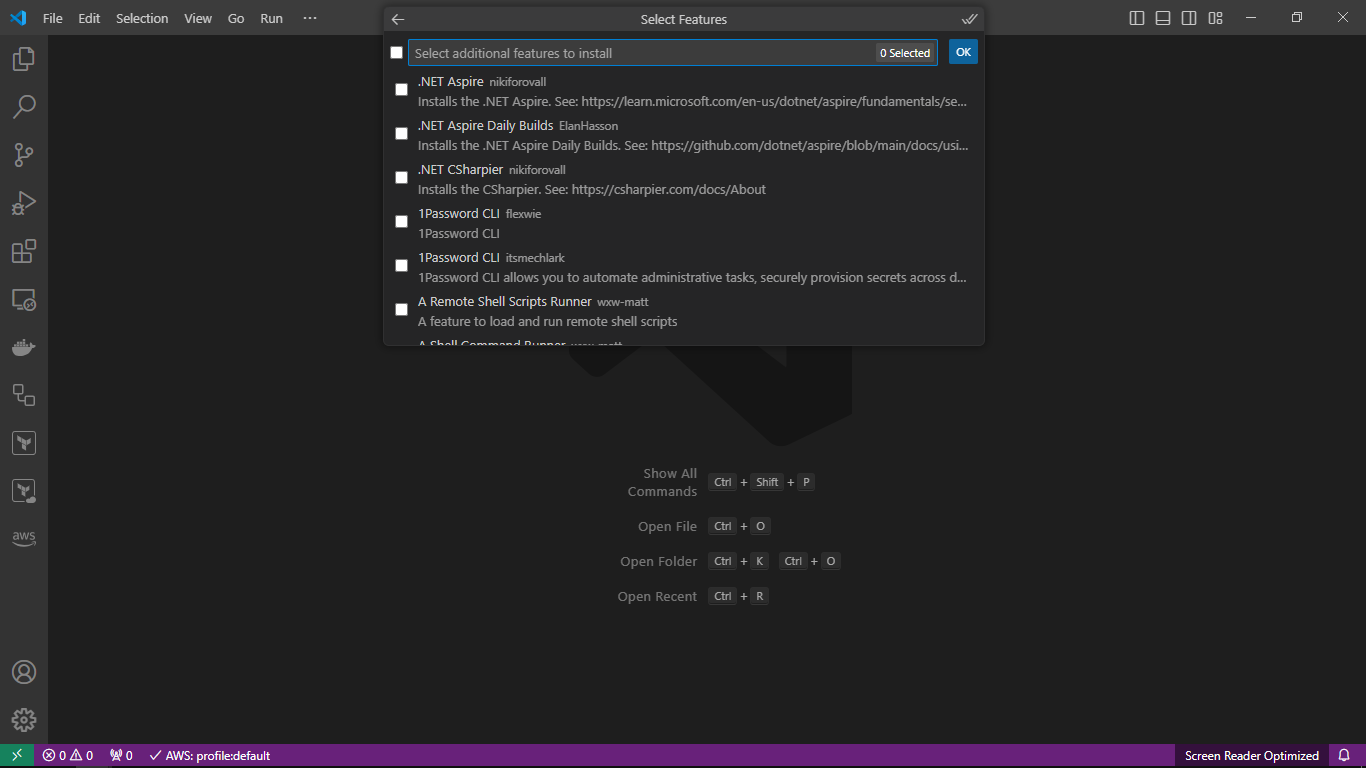 File Edit Selection View Go Run ···
Select Features
Select additional features to install 0 Selected OK
.NET Aspire nikiforovall
Installs the .NET Aspire. See: https://learn.microsoft.com/en-us/dotnet/aspire/fundamentals/se...
.NET Aspire Daily Builds ElanHasson
Installs the .NET Aspire Daily Builds. See: https://github.com/dotnet/aspire/blob/main/docs/usi...
.NET CSharpier nikiforovall
Installs the CSharpier. See: https://csharpier.com/docs/About
1Password CLI flexwie
1Password CLI
1Password CLI itsmechlark
1Password CLI allows you to automate administrative tasks, securely provision secrets across d...
A Remote Shell Scripts Runner wxw-matt
A feature to load and run remote shell scripts
A Shell Command Runner wxw-matt
Show All
Commands Ctrl + Shift + P
Open File Ctrl + O
Open Folder Ctrl + K Ctrl + O
Open Recent Ctrl + R
aws
0 0 0 AWS: profile:default Screen Reader Optimized